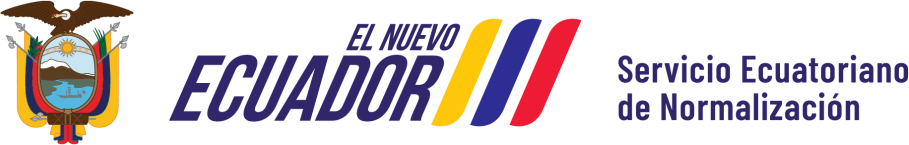 EL NUEVO
ECUADOR
Servicio Ecuatoriano
de Normalización